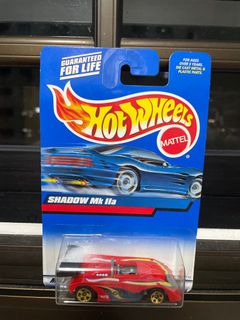 GUARANTEED
FOR LIFE
FOR AGES
OVER 3 YEARS.
DIE CAST METAL &
PLASTIC PARTS.
Hot Wheels
MATTEL
SHADOW Mk IIa